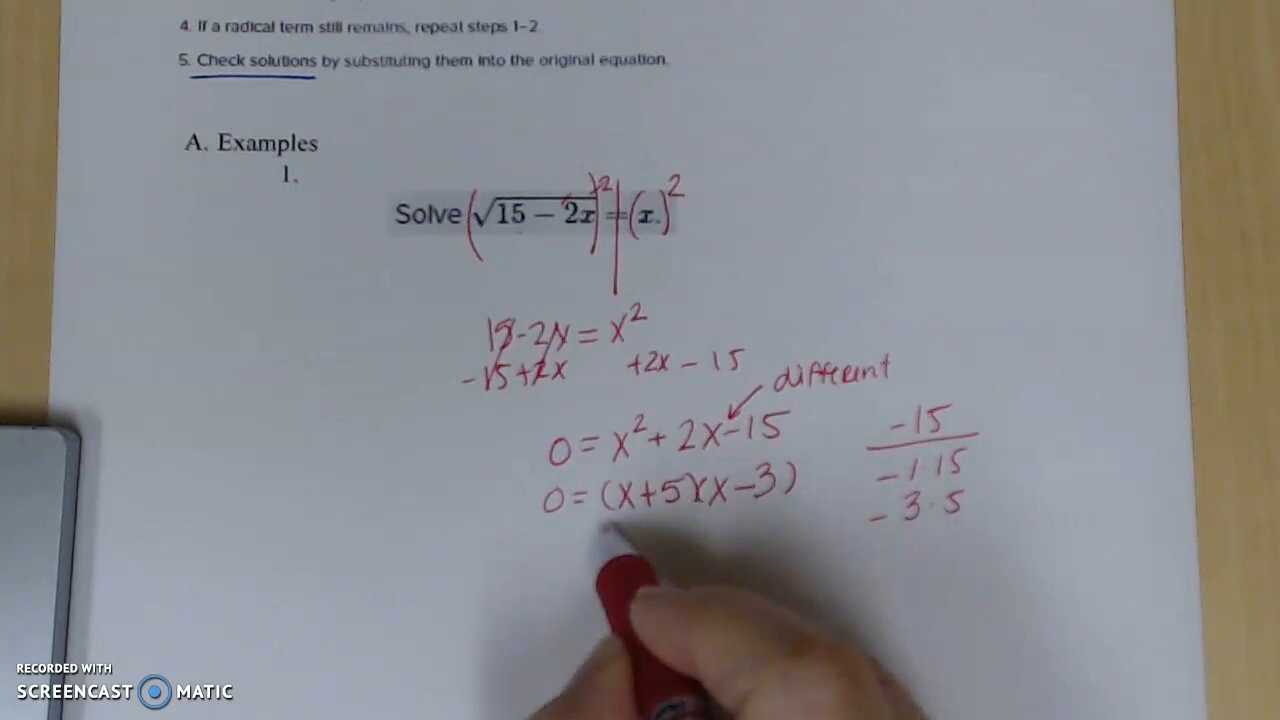 4. If a radical term still remains, repeat steps 1-2
5. Check solutions by substituting them into the original equation.
A. Examples
1.
Solve (√15 − 2x)² = (x.)²
15-2x = x²
-15+2x +2x - 15
different
0 = x² + 2x - 15
-15
-1·15
0 = (x+5)(x-3)
-3·5
RECORDED WITH
SCREENCAST MATIC